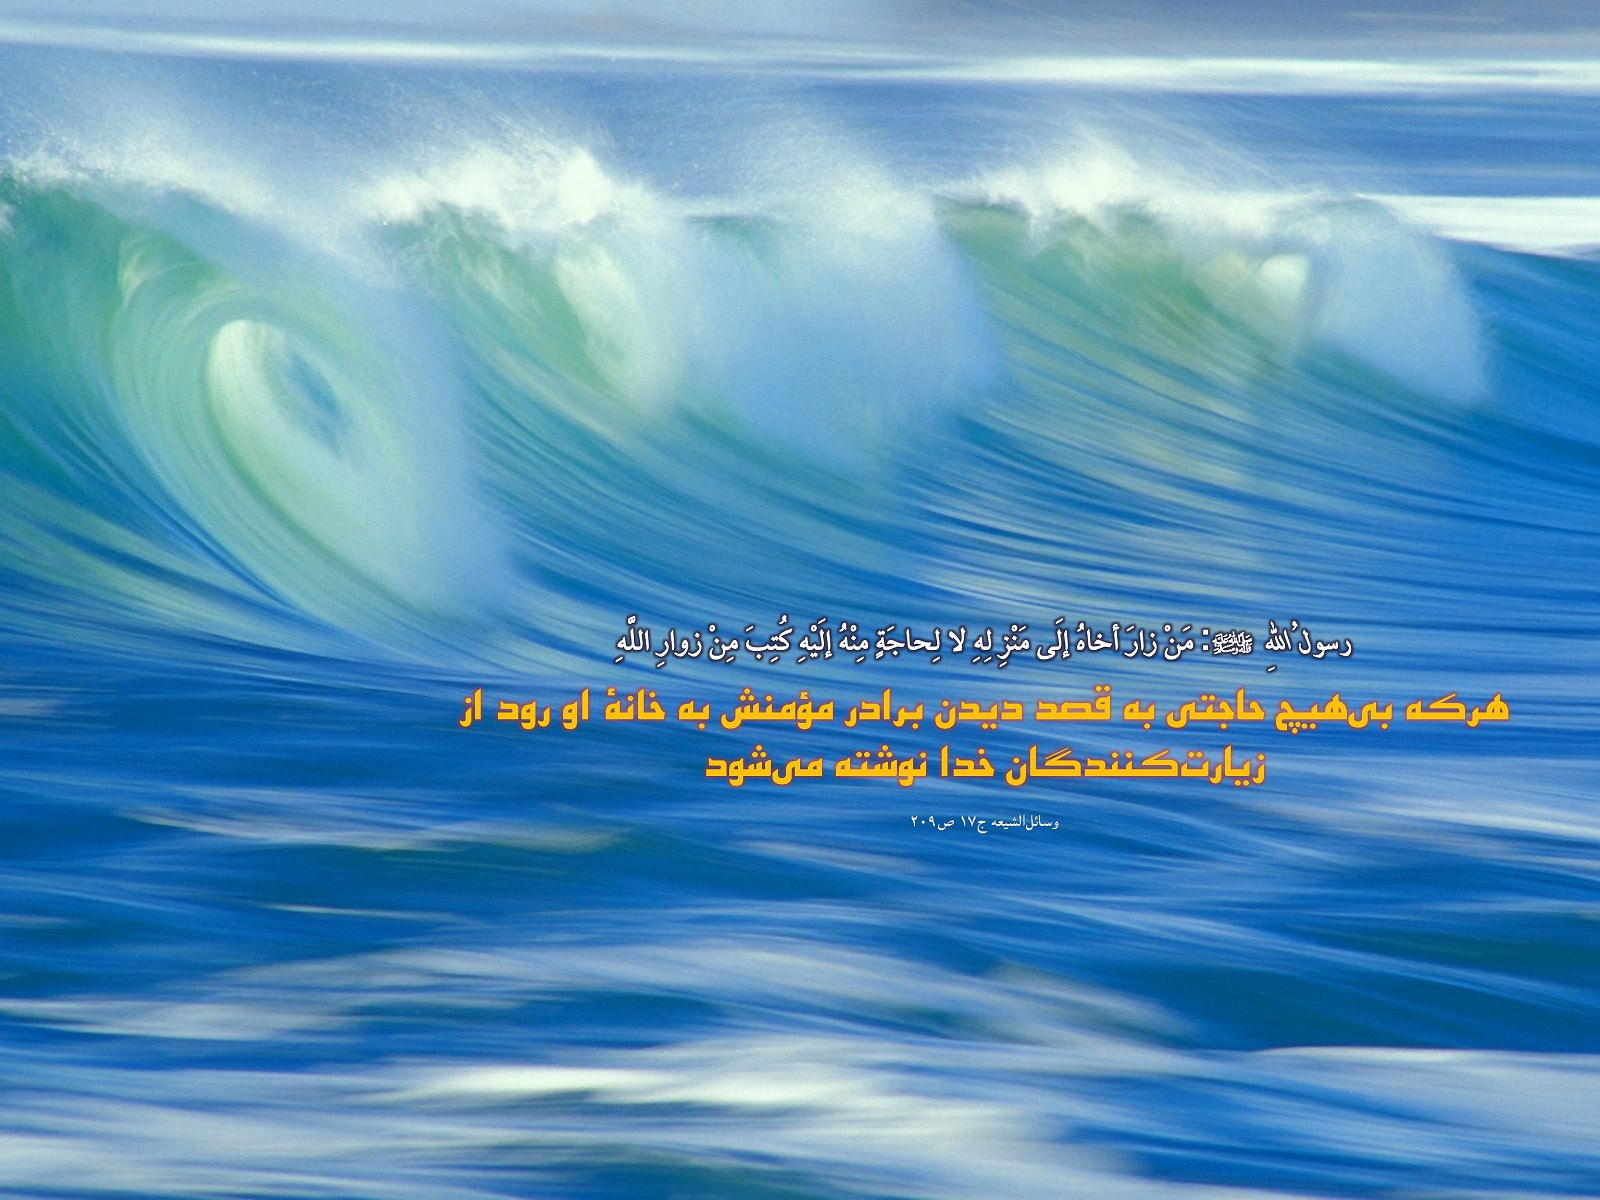 رسول اللهِ ﷺ: مَنْ زارَ أخاهُ إلَى مَنْزِلِهِ لا لِحاجَةٍ مِنْهُ إلَيْهِ كُتِبَ مِنْ زوارِ اللَّهِ
هرکه بی‌هیچ حاجتی به قصد دیدن برادر مؤمنش به خانهٔ او رود از
زیارت‌کنندگان خدا نوشته می‌شود
وسائل‌الشیعه ج۱۷ ص۲۰۹